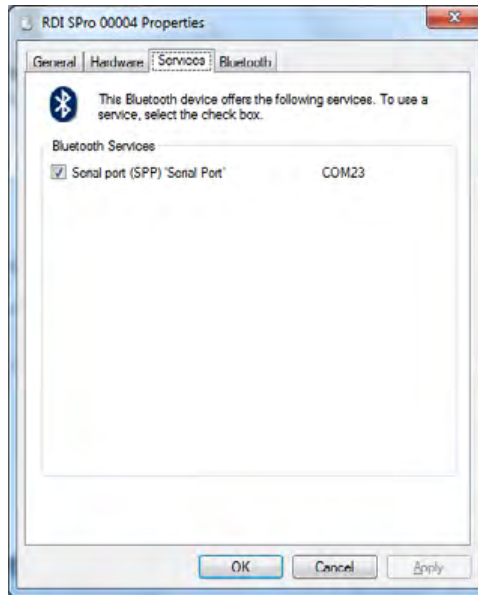 RDI SPro 00004 Properties
General Hardware Services Bluetooth
This Bluetooth device offers the following services. To use a
service, select the check box.
Bluetooth Services
Serial port (SPP) 'Serial Port' COM23
OK Cancel Apply